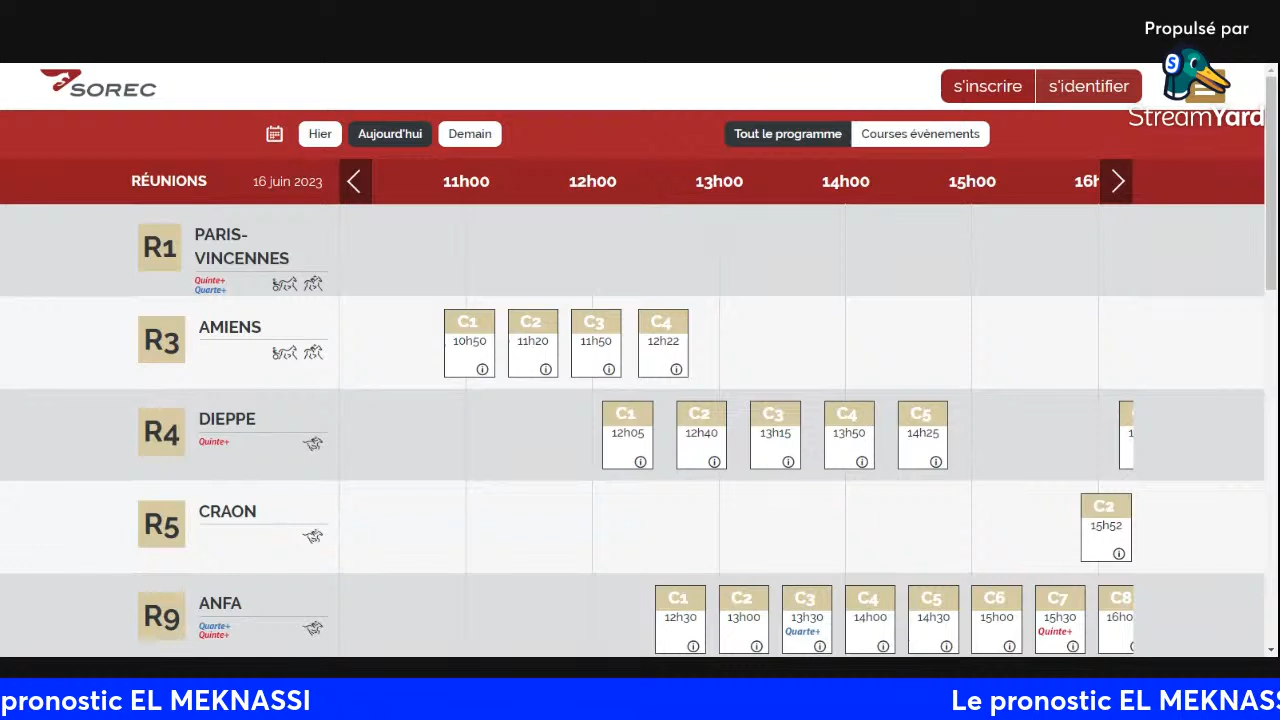 Propulsé par
StreamYard
SOREC
s'inscrire
s'identifier
Hier
Aujourd'hui
Demain
Tout le programme
Courses évènements
RÉUNIONS
16 juin 2023
11h00
12h00
13h00
14h00
15h00
R1
PARIS-
VINCENNES
Quinte+
Quarte+
R3
AMIENS
C1
10h50
C2
11h20
C3
11h50
C4
12h22
R4
DIEPPE
Quinte+
C1
12h05
C2
12h40
C3
13h15
C4
13h50
C5
14h25
R5
CRAON
C2
15h52
R9
ANFA
Quarte+
Quinte+
C1
12h30
C2
13h00
C3
13h30
Quarte+
C4
14h00
C5
14h30
C6
15h00
C7
15h30
Quinte+
C8
pronostic EL MEKNASSI
Le pronostic EL MEKNASS